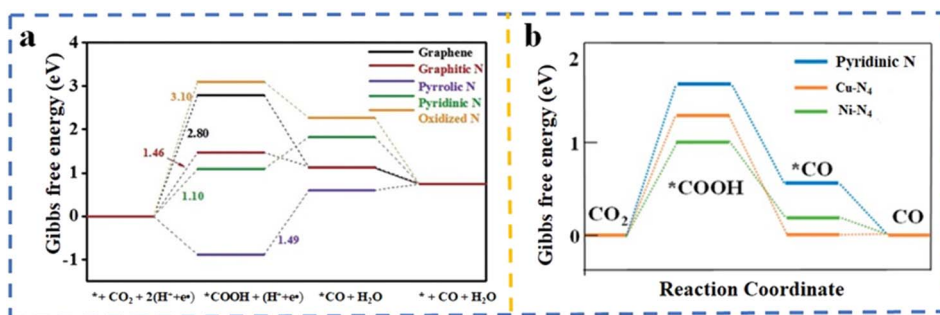 a
Gibbs free energy (eV)
4
3
2
1
0
-1
Graphene
Graphitic N
Pyrrolic N
Pyridinic N
Oxidized N
3.10
2.80
1.46
1.10
1.49
*+ CO₂ + 2(H⁺+e•)
*COOH + (H⁺+e•)
*CO + H₂O
* + CO + H₂O
b
Gibbs free energy (eV)
2
1
0
Pyridinic N
Cu-N₄
Ni-N₄
CO₂
*COOH
*CO
CO
Reaction Coordinate